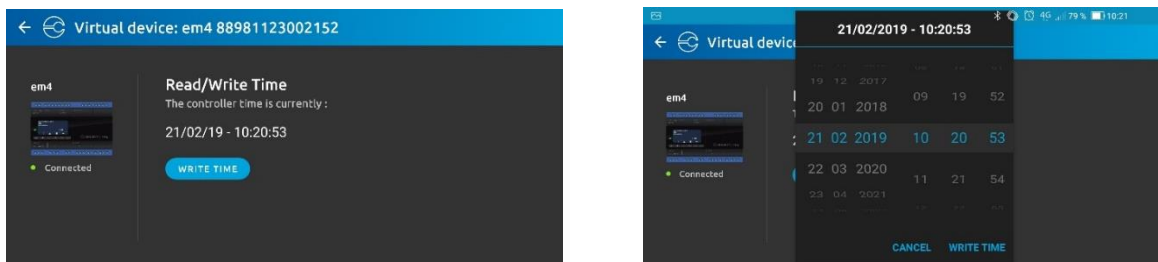 Virtual device: em4 88981123002152
em4
Connected
Read/Write Time
The controller time is currently :
21/02/19 - 10:20:53
WRITE TIME
4G 79 % 10:21
Virtual devic
em4
Connected
21/02/2019 - 10:20:53
19 12 2017
20 01 2018 09 19 52
21 02 2019 10 20 53
22 03 2020 11 21 54
23 04 2021
CANCEL WRITE TIME